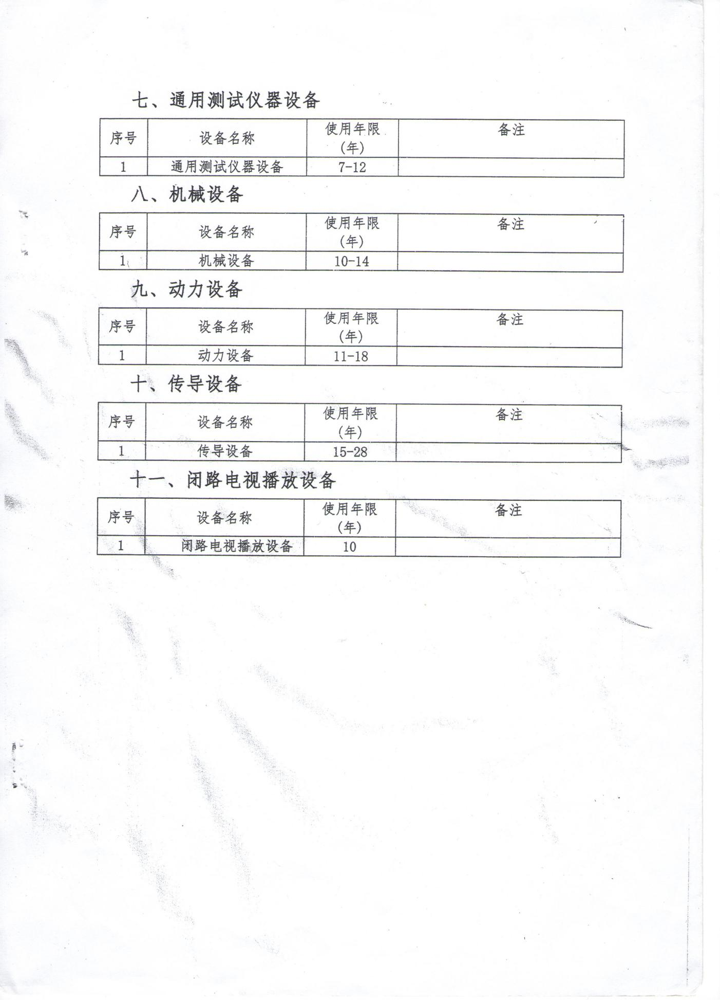 七、通用测试仪器设备
序号 设备名称 使用年限(年) 备注
1 通用测试仪器设备 7-12
八、机械设备
序号 设备名称 使用年限(年) 备注
1 机械设备 10-14
九、动力设备
序号 设备名称 使用年限(年) 备注
1 动力设备 11-18
十、传导设备
序号 设备名称 使用年限(年) 备注
1 传导设备 15-28
十一、闭路电视播放设备
序号 设备名称 使用年限(年) 备注
1 闭路电视播放设备 10